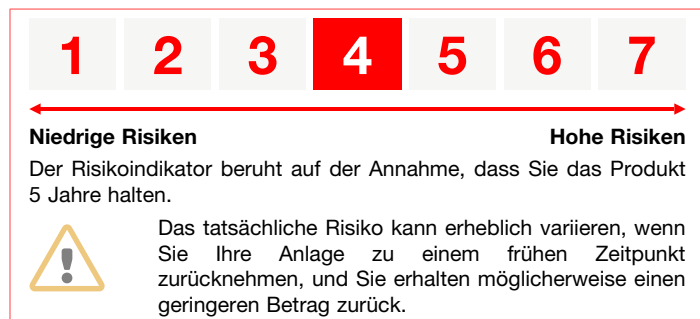 1 2 3 4 5 6 7
Niedrige Risiken Hohe Risiken
Der Risikoindikator beruht auf der Annahme, dass Sie das Produkt
5 Jahre halten.
Das tatsächliche Risiko kann erheblich variieren, wenn
Sie Ihre Anlage zu einem frühen Zeitpunkt
zurücknehmen, und Sie erhalten möglicherweise einen
geringeren Betrag zurück.